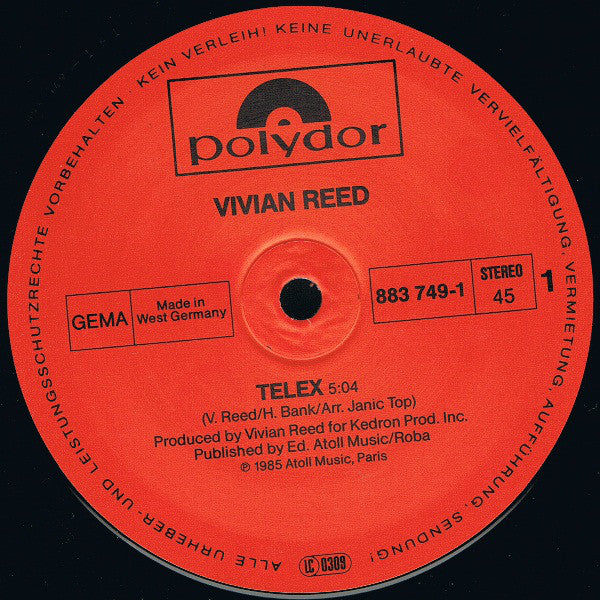 polydor
VIVIAN REED
GEMA
Made in
West Germany
883 749-1
STEREO
45
1
TELEX 5:04
(V. Reed/H. Bank/Arr. Janic Top)
Produced by Vivian Reed for Kedron Prod. Inc.
Published by Ed. Atoll Music/Roba
℗ 1985 Atoll Music, Paris
LC 0309
ALLE URHEBER- UND LEISTUNGSSCHUTZRECHTE VORBEHALTEN KEIN VERLEIH! KEINE UNERLAUBTE VERVIELFÄLTIGUNG, VERMIETUNG, AUFFÜHRUNG, SENDUNG!